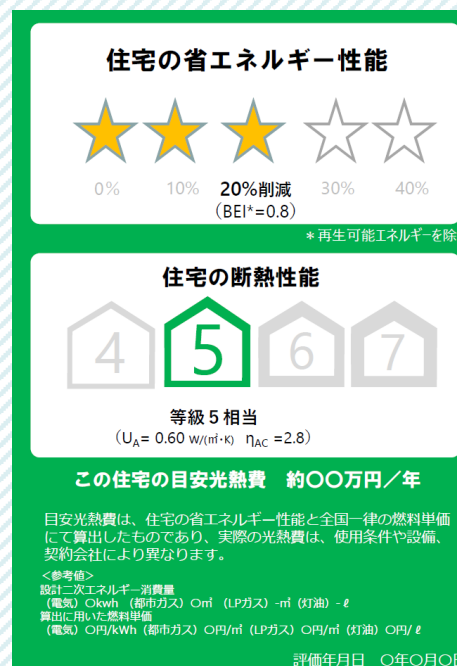 住宅の省エネルギー性能
0% 10% 20%削減 30% 40%
（BEI*=0.8）
＊再生可能エネルギーを除
住宅の断熱性能
4 5 6 7
等級５相当
（UA= 0.60 W/(㎡･K) ηAC =2.8）
この住宅の目安光熱費 約〇〇万円／年
目安光熱費は、住宅の省エネルギー性能と全国一律の燃料単価
にて算出したものであり、実際の光熱費は、使用条件や設備、
契約会社により異なります。
＜参考値＞
設計二次エネルギー消費量
（電気）〇kwh （都市ガス）〇㎥ （LPガス）-㎥ （灯油）- ℓ
算出に用いた燃料単価
（電気）〇円/kWh （都市ガス）〇円/㎥ （LPガス）〇円/㎥ （灯油）〇円/ ℓ
評価年月日 〇年〇月〇日